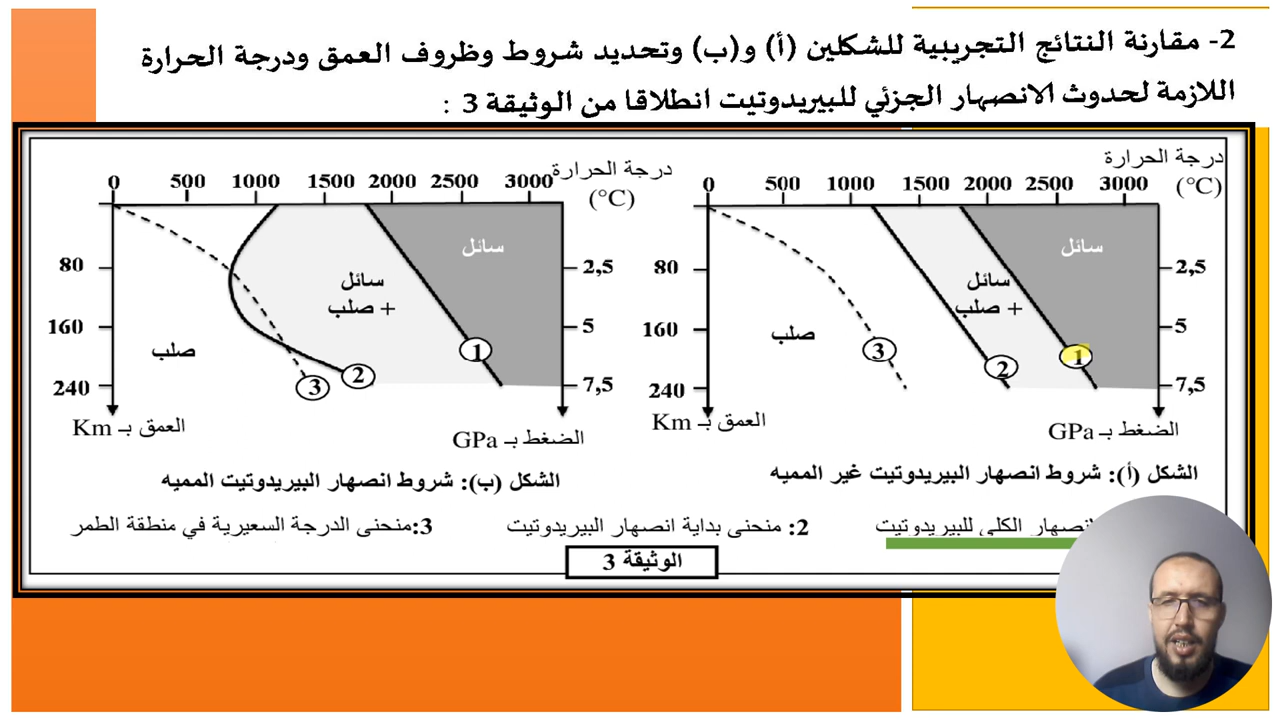 2- مقارنة النتائج التجريبية للشكلين (أ) و(ب) وتحديد شروط وظروف العمق ودرجة الحرارة
اللازمة لحدوث الانصهار الجزئي للبيريدوتيت انطلاقا من الوثيقة 3 :
درجة الحرارة
(°C)
0 500 1000 1500 2000 2500 3000
سائل
سائل
+ صلب
صلب
80
160
240
2,5
5
7,5
1
2
3
العمق بـ Km
الضغط بـ GPa
الشكل (أ): شروط انصهار البيريدوتيت غير المميه
درجة الحرارة
(°C)
0 500 1000 1500 2000 2500 3000
سائل
سائل
+ صلب
صلب
80
160
240
2,5
5
7,5
1
2
3
العمق بـ Km
الضغط بـ GPa
الشكل (ب): شروط انصهار البيريدوتيت المميه
الكلي للبيريدوتيت
2: منحنى بداية انصهار البيريدوتيت
3:منحنى الدرجة السعيرية في منطقة الطمر
الوثيقة 3